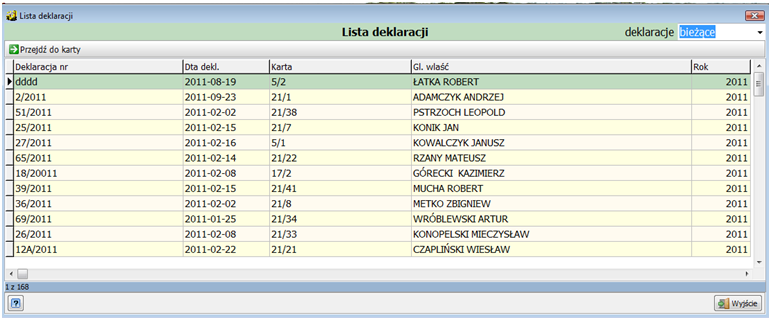 Lista deklaracji
Lista deklaracji deklaracje bieżące
Przejdź do karty
Deklaracja nr Dta dekl. Karta Gł. właść Rok
dddd 2011-08-19 5/2 ŁATKA ROBERT 2011
2/2011 2011-09-23 21/1 ADAMCZYK ANDRZEJ 2011
51/2011 2011-02-02 21/38 PSTRZOCH LEOPOLD 2011
25/2011 2011-02-15 21/7 KONIK JAN 2011
27/2011 2011-02-16 5/1 KOWALCZYK JANUSZ 2011
65/2011 2011-02-14 21/22 RZANY MATEUSZ 2011
18/20011 2011-02-08 17/2 GÓRECKI KAZIMIERZ 2011
39/2011 2011-02-15 21/41 MUCHA ROBERT 2011
36/2011 2011-02-02 21/8 METKO ZBIGNIEW 2011
69/2011 2011-01-25 21/34 WRÓBLEWSKI ARTUR 2011
26/2011 2011-02-08 21/33 KONOPELSKI MIECZYSŁAW 2011
12A/2011 2011-02-22 21/21 CZAPLIŃSKI WIESŁAW 2011
1 z 168
? Wyjście